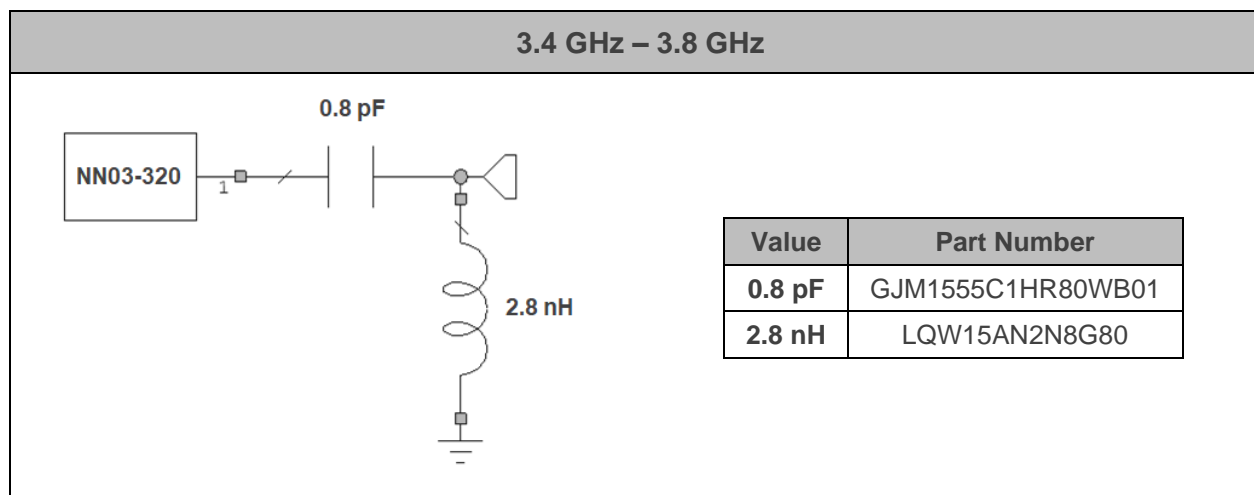 3.4 GHz – 3.8 GHz
0.8 pF
NN03-320
1
2.8 nH
Value Part Number
0.8 pF GJM1555C1HR80WB01
2.8 nH LQW15AN2N8G80